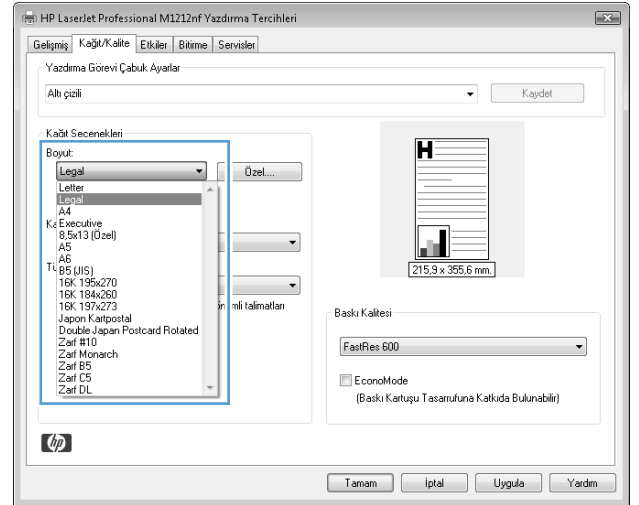 HP LaserJet Professional M1212nf Yazdırma Tercihleri
Gelişmiş Kağıt/Kalite Etkiler Bitirme Servisler
Yazdırma Görevi Çabuk Ayarlar
Altı çizili Kaydet
Kağıt Seçenekleri
Boyut:
Legal Özel....
Letter
Legal
A4
Executive
8,5x13 (Özel)
A5
A6
B5 (JIS)
16K 195x270
16K 184x260
16K 197x273
Japon Kartpostal
Double Japan Postcard Rotated
Zarf #10
Zarf Monarch
Zarf B5
Zarf C5
Zarf DL
mli talimatları
H
215,9 x 355,6 mm.
Baskı Kalitesi
FastRes 600
EconoMode
(Baskı Kartuşu Tasarrufuna Katkıda Bulunabilir)
hp
Tamam İptal Uygula Yardım